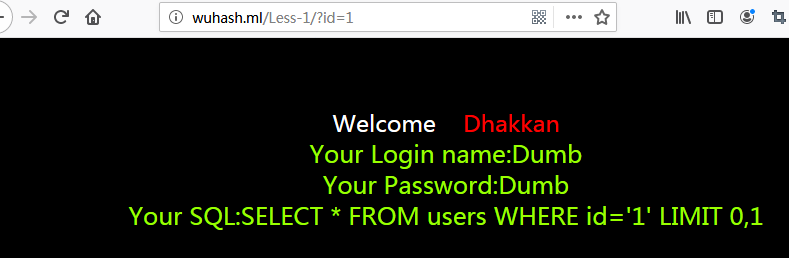 wuhash.ml/Less-1/?id=1
Welcome Dhakkan
Your Login name:Dumb
Your Password:Dumb
Your SQL:SELECT * FROM users WHERE id='1' LIMIT 0,1